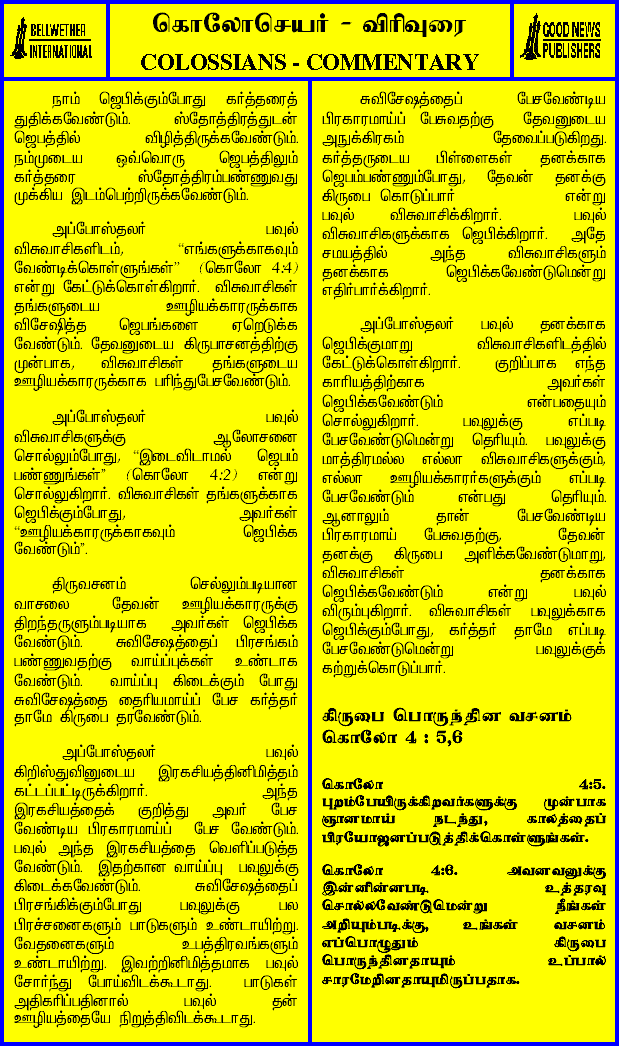 BELLWETHER
INTERNATIONAL
கொலோசெயர் - விரிவுரை
COLOSSIANS - COMMENTARY
GOOD NEWS
PUBLISHERS
நாம் ஜெபிக்கும்போது கர்த்தரைத்
துதிக்கவேண்டும். ஸ்தோத்திரத்துடன்
ஜெபத்தில் விழித்திருக்கவேண்டும்.
நம்முடைய ஒவ்வொரு ஜெபத்திலும்
கர்த்தரை ஸ்தோத்திரம்பண்ணுவது
முக்கிய இடம்பெற்றிருக்கவேண்டும்.
அப்போஸ்தலர் பவுல்
விசுவாசிகளிடம், “எங்களுக்காகவும்
வேண்டிக்கொள்ளுங்கள்” (கொலோ 4:4)
என்று கேட்டுக்கொள்கிறார். விசுவாசிகள்
தங்களுடைய ஊழியக்காரருக்காக
விசேஷித்த ஜெபங்களை ஏறெடுக்க
வேண்டும். தேவனுடைய கிருபாசனத்திற்கு
முன்பாக, விசுவாசிகள் தங்களுடைய
ஊழியக்காரருக்காக பரிந்துபேசவேண்டும்.
அப்போஸ்தலர் பவுல்
விசுவாசிகளுக்கு ஆலோசனை
சொல்லும்போது, “இடைவிடாமல் ஜெபம்
பண்ணுங்கள்” (கொலோ 4:2) என்று
சொல்லுகிறார். விசுவாசிகள் தங்களுக்காக
ஜெபிக்கும்போது, அவர்கள்
“ஊழியக்காரருக்காகவும் ஜெபிக்க
வேண்டும்”.
திருவசனம் செல்லும்படியான
வாசலை தேவன் ஊழியக்காரருக்கு
திறந்தருளும்படியாக அவர்கள் ஜெபிக்க
வேண்டும். சுவிசேஷத்தைப் பிரசங்கம்
பண்ணுவதற்கு வாய்ப்புக்கள் உண்டாக
வேண்டும். வாய்ப்பு கிடைக்கும் போது
சுவிசேஷத்தை தைரியமாய்ப் பேச கர்த்தர்
தாமே கிருபை தரவேண்டும்.
அப்போஸ்தலர் பவுல்
கிறிஸ்துவினுடைய இரகசியத்தினிமித்தம்
கட்டப்பட்டிருக்கிறார். அந்த
இரகசியத்தைக் குறித்து அவர் பேச
வேண்டிய பிரகாரமாய்ப் பேச வேண்டும்.
பவுல் அந்த இரகசியத்தை வெளிப்படுத்த
வேண்டும். இதற்கான வாய்ப்பு பவுலுக்கு
கிடைக்கவேண்டும். சுவிசேஷத்தைப்
பிரசங்கிக்கும்போது பவுலுக்கு பல
பிரச்சனைகளும் பாடுகளும் உண்டாயிற்று.
வேதனைகளும் உபத்திரவங்களும்
உண்டாயிற்று. இவற்றினிமித்தமாக பவுல்
சோர்ந்து போய்விடக்கூடாது. பாடுகள்
அதிகரிப்பதினால் பவுல் தன்
ஊழியத்தையே நிறுத்திவிடக்கூடாது.
சுவிசேஷத்தைப் பேசவேண்டிய
பிரகாரமாய்ப் பேசுவதற்கு தேவனுடைய
அநுக்கிரகம் தேவைப்படுகிறது.
கர்த்தருடைய பிள்ளைகள் தனக்காக
ஜெபம்பண்ணும்போது, தேவன் தனக்கு
கிருபை கொடுப்பார் என்று
பவுல் விசுவாசிக்கிறார். பவுல்
விசுவாசிகளுக்காக ஜெபிக்கிறார். அதே
சமயத்தில் அந்த விசுவாசிகளும்
தனக்காக ஜெபிக்கவேண்டுமென்று
எதிர்பார்க்கிறார்.
அப்போஸ்தலர் பவுல் தனக்காக
ஜெபிக்குமாறு விசுவாசிகளிடத்தில்
கேட்டுக்கொள்கிறார். குறிப்பாக எந்த
காரியத்திற்காக அவர்கள்
ஜெபிக்கவேண்டும் என்பதையும்
சொல்லுகிறார். பவுலுக்கு எப்படி
பேசவேண்டுமென்று தெரியும். பவுலுக்கு
மாத்திரமல்ல எல்லா விசுவாசிகளுக்கும்,
எல்லா ஊழியக்காரர்களுக்கும் எப்படி
பேசவேண்டும் என்பது தெரியும்.
ஆனாலும் தான் பேசவேண்டிய
பிரகாரமாய் பேசுவதற்கு, தேவன்
தனக்கு கிருபை அளிக்கவேண்டுமாறு,
விசுவாசிகள் தனக்காக
ஜெபிக்கவேண்டும் என்று பவுல்
விரும்புகிறார். விசுவாசிகள் பவுலுக்காக
ஜெபிக்கும்போது, கர்த்தர் தாமே எப்படி
பேசவேண்டுமென்று பவுலுக்குக்
கற்றுக்கொடுப்பார்.
கிருபை பொருந்தின வசனம்
கொலோ 4 : 5,6
கொலோ 4:5.
புறம்பேயிருக்கிறவர்களுக்கு முன்பாக
ஞானமாய் நடந்து, காலத்தைப்
பிரயோஜனப்படுத்திக்கொள்ளுங்கள்.
கொலோ 4:6. அவனவனுக்கு
இன்னின்னபடி உத்தரவு
சொல்லவேண்டுமென்று நீங்கள்
அறியும்படிக்கு, உங்கள் வசனம்
எப்பொழுதும் கிருபை
பொருந்தினதாயும் உப்பால்
சாரமேறினதாயுமிருப்பதாக.